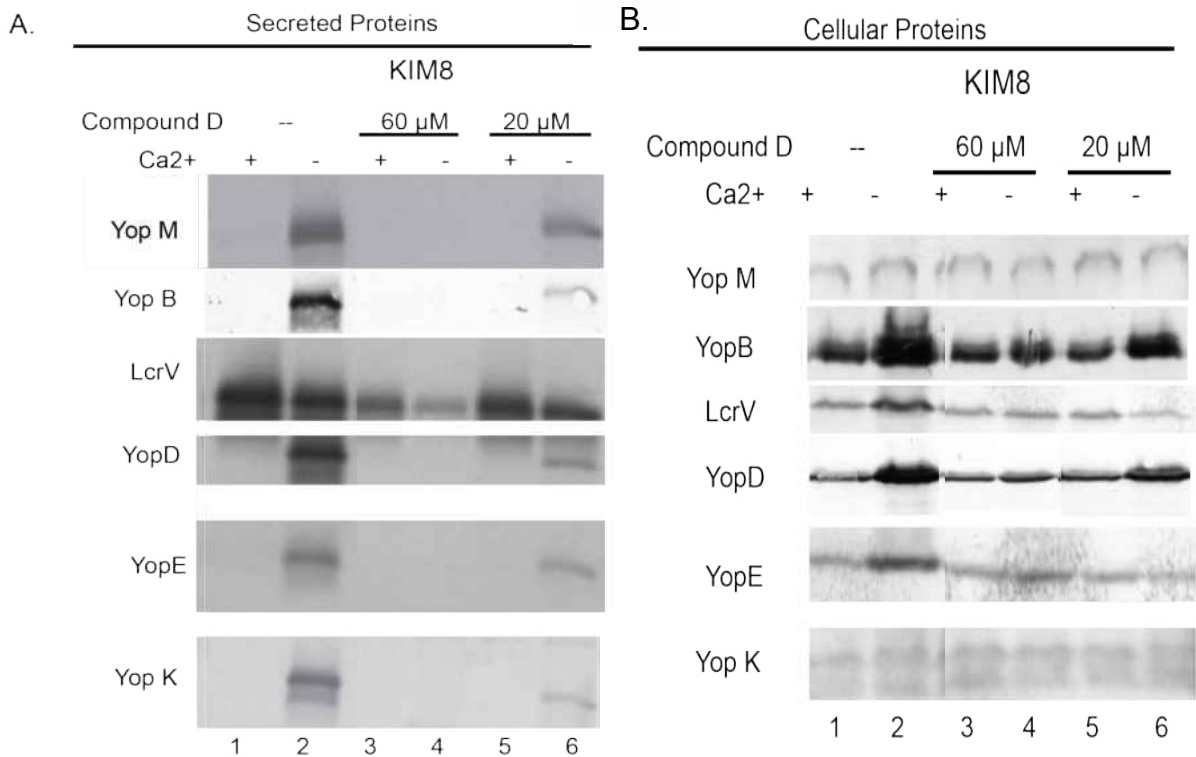 A.
Secreted Proteins
KIM8
Compound D -- 60 µM 20 µM
Ca2+ + - + - + -
Yop M
Yop B
LcrV
YopD
YopE
Yop K
1 2 3 4 5 6
B.
Cellular Proteins
KIM8
Compound D -- 60 µM 20 µM
Ca2+ + - + - + -
Yop M
YopB
LcrV
YopD
YopE
Yop K
1 2 3 4 5 6